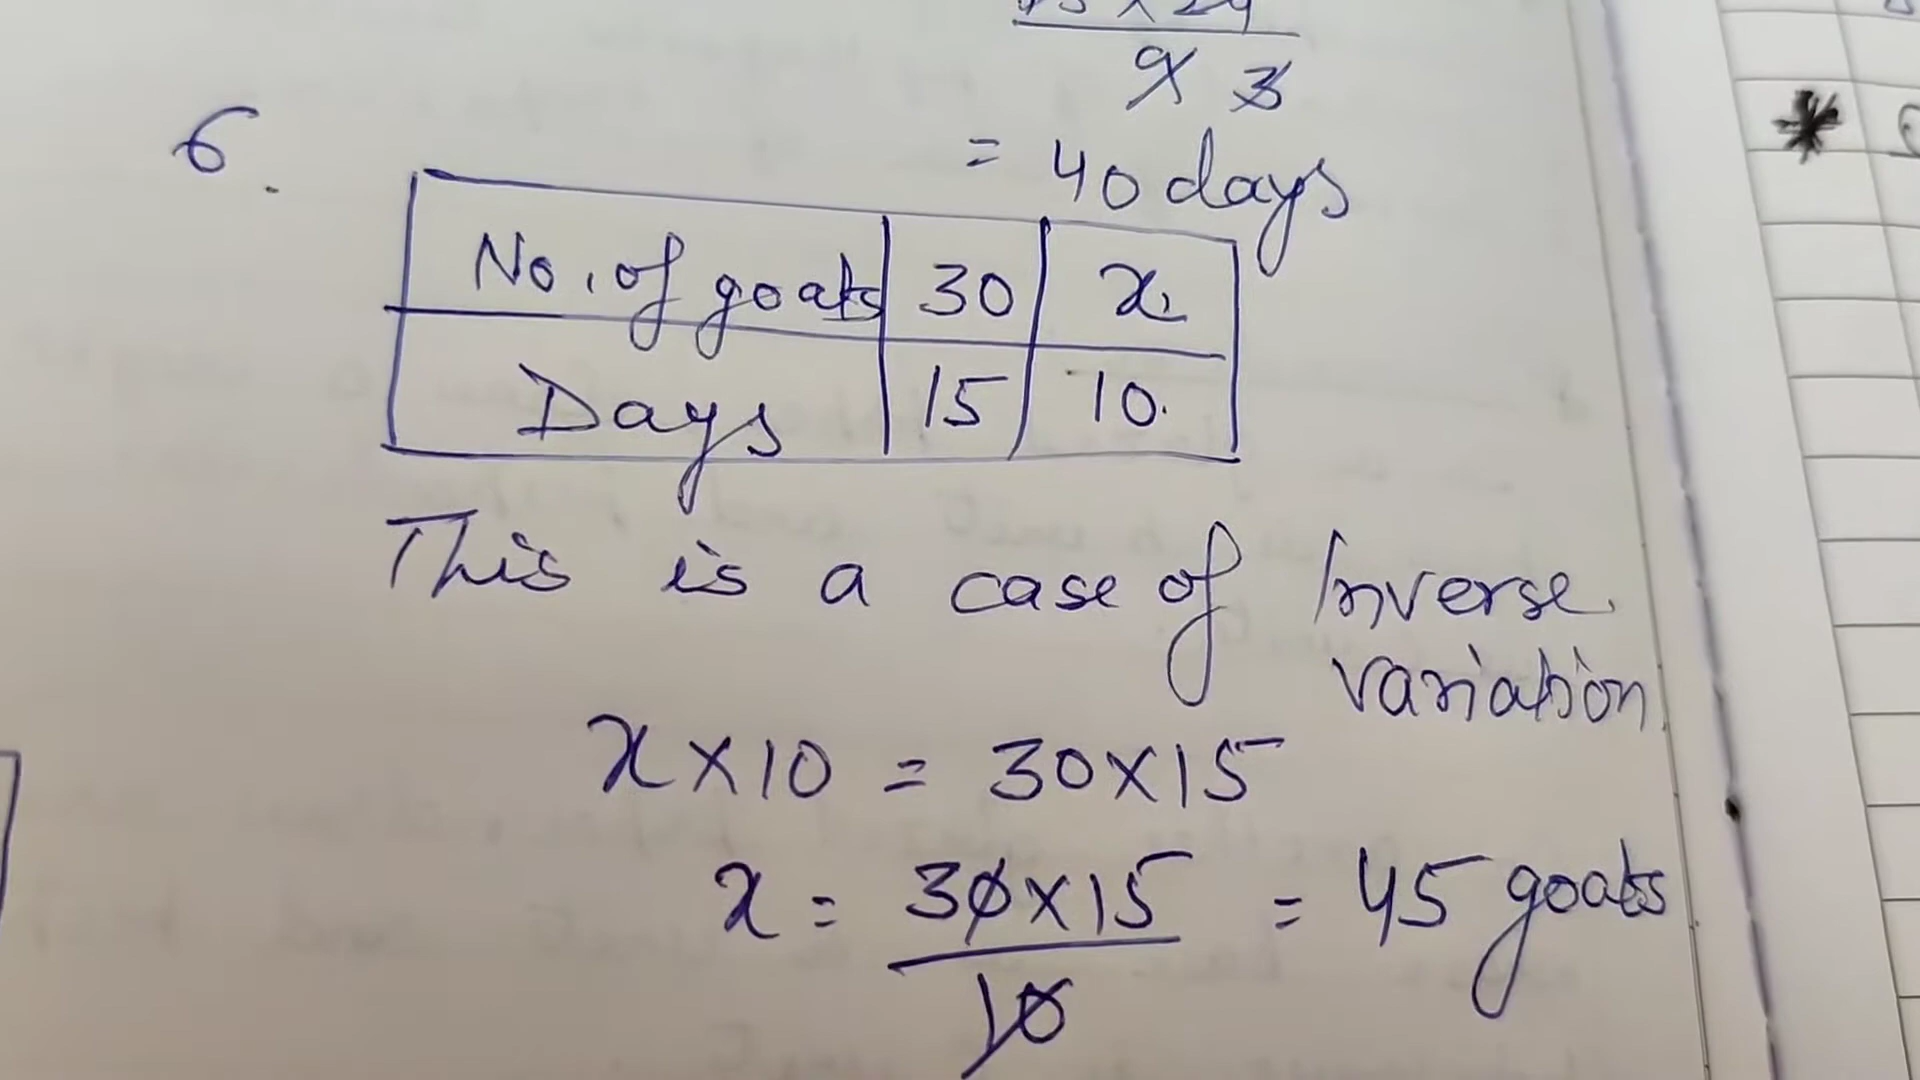 9 3
= 40 days
6.
No. of goats 30 x
Days 15 10.
This is a case of Inverse
variation
x × 10 = 30 × 15
x = 30 × 15 = 45 goats
10